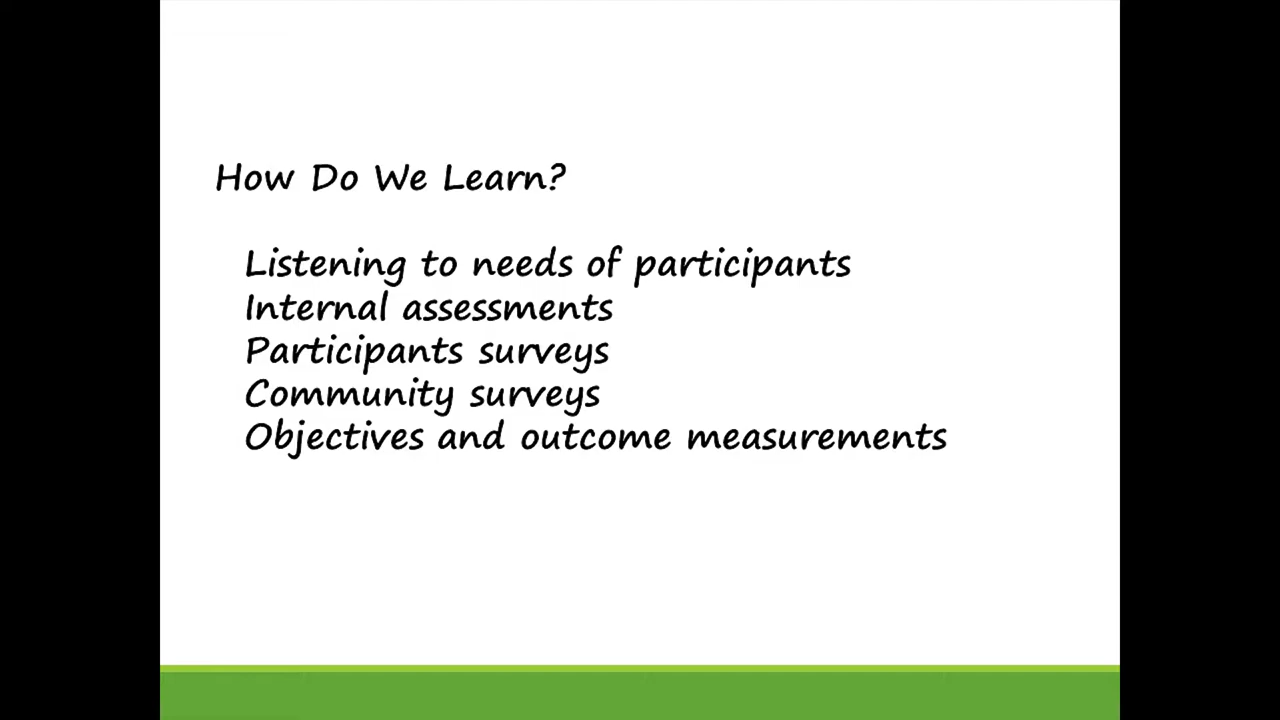 How Do We Learn?
Listening to needs of participants
Internal assessments
Participants surveys
Community surveys
Objectives and outcome measurements